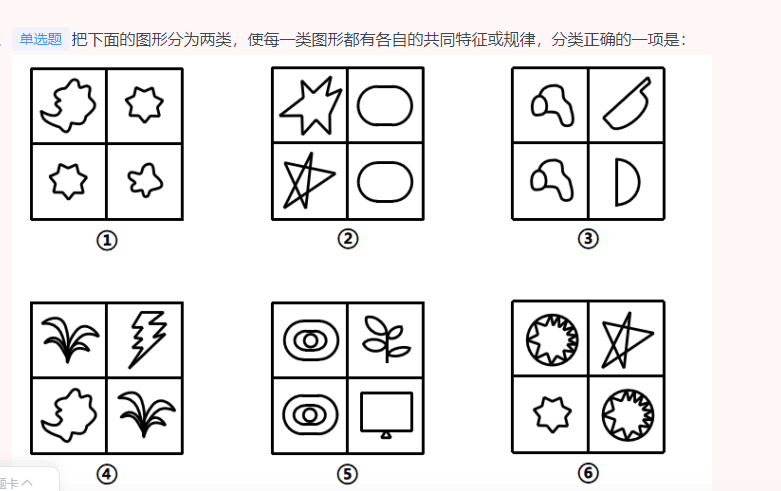 单选题 把下面的图形分为两类，使每一类图形都有各自的共同特征或规律，分类正确的一项是：
① ② ③
④ ⑤ ⑥
题卡